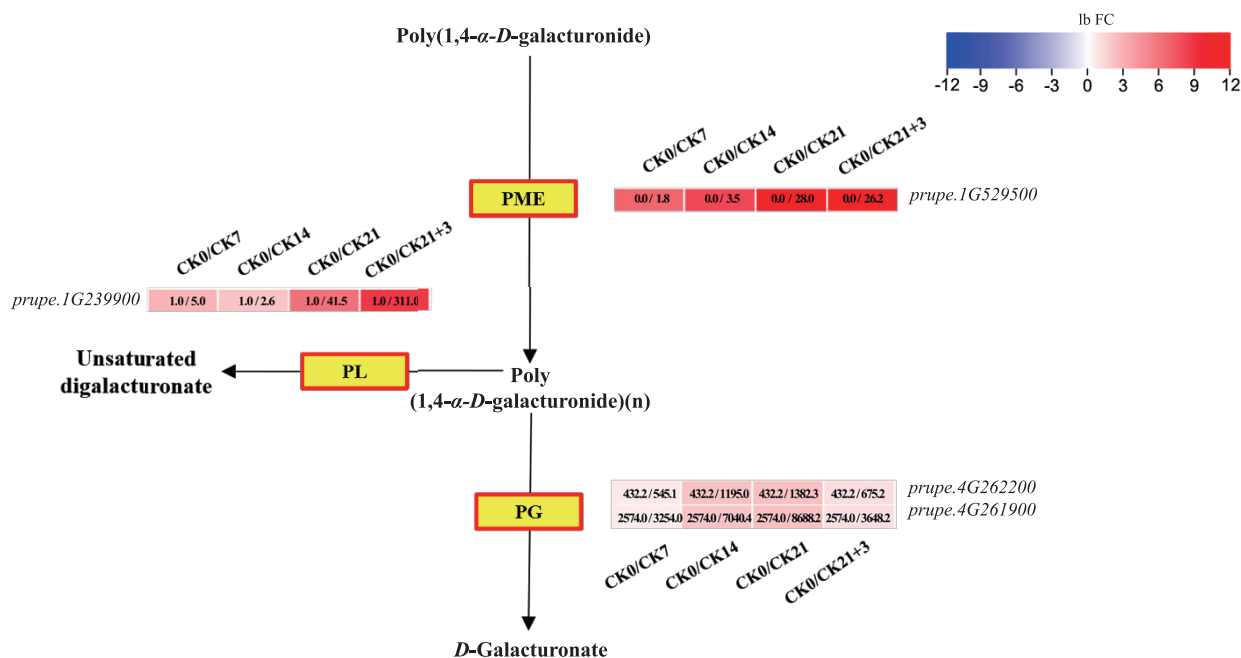 Poly(1,4-α-D-galacturonide)
lb FC
-12 -9 -6 -3 0 3 6 9 12
CK0/CK7 CK0/CK14 CK0/CK21 CK0/CK21+3
PME
0.0 / 1.8 0.0 / 3.5 0.0 / 28.0 0.0 / 26.2 prupe.1G529500
CK0/CK7 CK0/CK14 CK0/CK21 CK0/CK21+3
prupe.1G239900 1.0 / 5.0 1.0 / 2.6 1.0 / 41.5 1.0 / 311.0
Unsaturated
digalacturonate
PL
Poly
(1,4-α-D-galacturonide)(n)
PG
432.2 / 545.1 432.2 / 1195.0 432.2 / 1382.3 432.2 / 675.2 prupe.4G262200
2574.0 / 3254.0 2574.0 / 7040.4 2574.0 / 8688.2 2574.0 / 3648.2 prupe.4G261900
CK0/CK7 CK0/CK14 CK0/CK21 CK0/CK21+3
D-Galacturonate